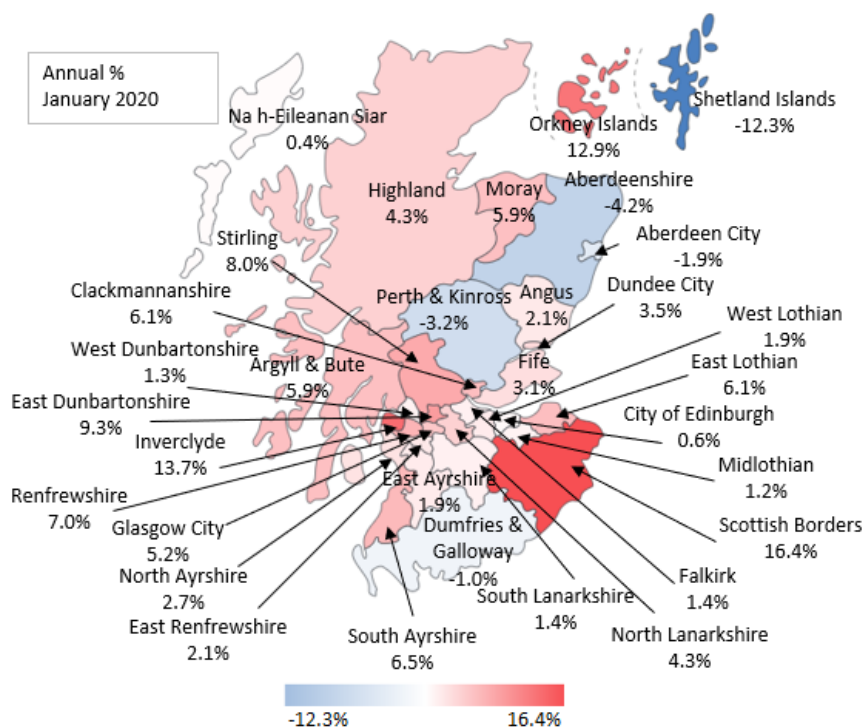 Annual %
January 2020
Na h-Eileanan Siar
0.4%
Orkney Islands
12.9%
Shetland Islands
-12.3%
Highland
4.3%
Moray
5.9%
Aberdeenshire
-4.2%
Stirling
8.0%
Aberdeen City
-1.9%
Clackmannanshire
6.1%
Perth & Kinross
-3.2%
Angus
2.1%
Dundee City
3.5%
West Lothian
1.9%
West Dunbartonshire
1.3%
Argyll & Bute
5.9%
Fife
3.1%
East Lothian
6.1%
East Dunbartonshire
9.3%
City of Edinburgh
0.6%
Inverclyde
13.7%
Midlothian
1.2%
Renfrewshire
7.0%
East Ayrshire
1.9%
Scottish Borders
16.4%
Glasgow City
5.2%
Dumfries &
Galloway
-1.0%
North Ayrshire
2.7%
South Lanarkshire
1.4%
Falkirk
1.4%
East Renfrewshire
2.1%
South Ayrshire
6.5%
North Lanarkshire
4.3%
-12.3%
16.4%